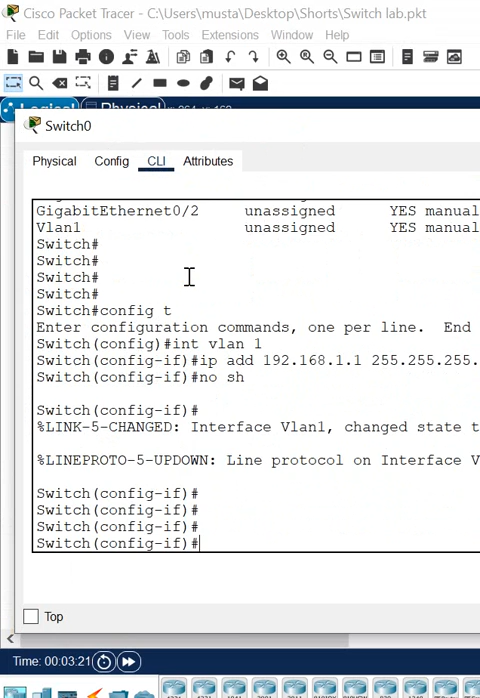 Cisco Packet Tracer - C:\Users\musta\Desktop\Shorts\Switch lab.pkt
File Edit Options View Tools Extensions Window Help
Logical Physical
Switch0
Physical Config CLI Attributes
GigabitEthernet0/2 unassigned YES manual
Vlan1 unassigned YES manual
Switch#
Switch#
Switch#
Switch#
Switch#config t
Enter configuration commands, one per line. End
Switch(config)#int vlan 1
Switch(config-if)#ip add 192.168.1.1 255.255.255.
Switch(config-if)#no sh
Switch(config-if)#
%LINK-5-CHANGED: Interface Vlan1, changed state t
%LINEPROTO-5-UPDOWN: Line protocol on Interface V
Switch(config-if)#
Switch(config-if)#
Switch(config-if)#
Switch(config-if)#
Top
Time: 00:03:21